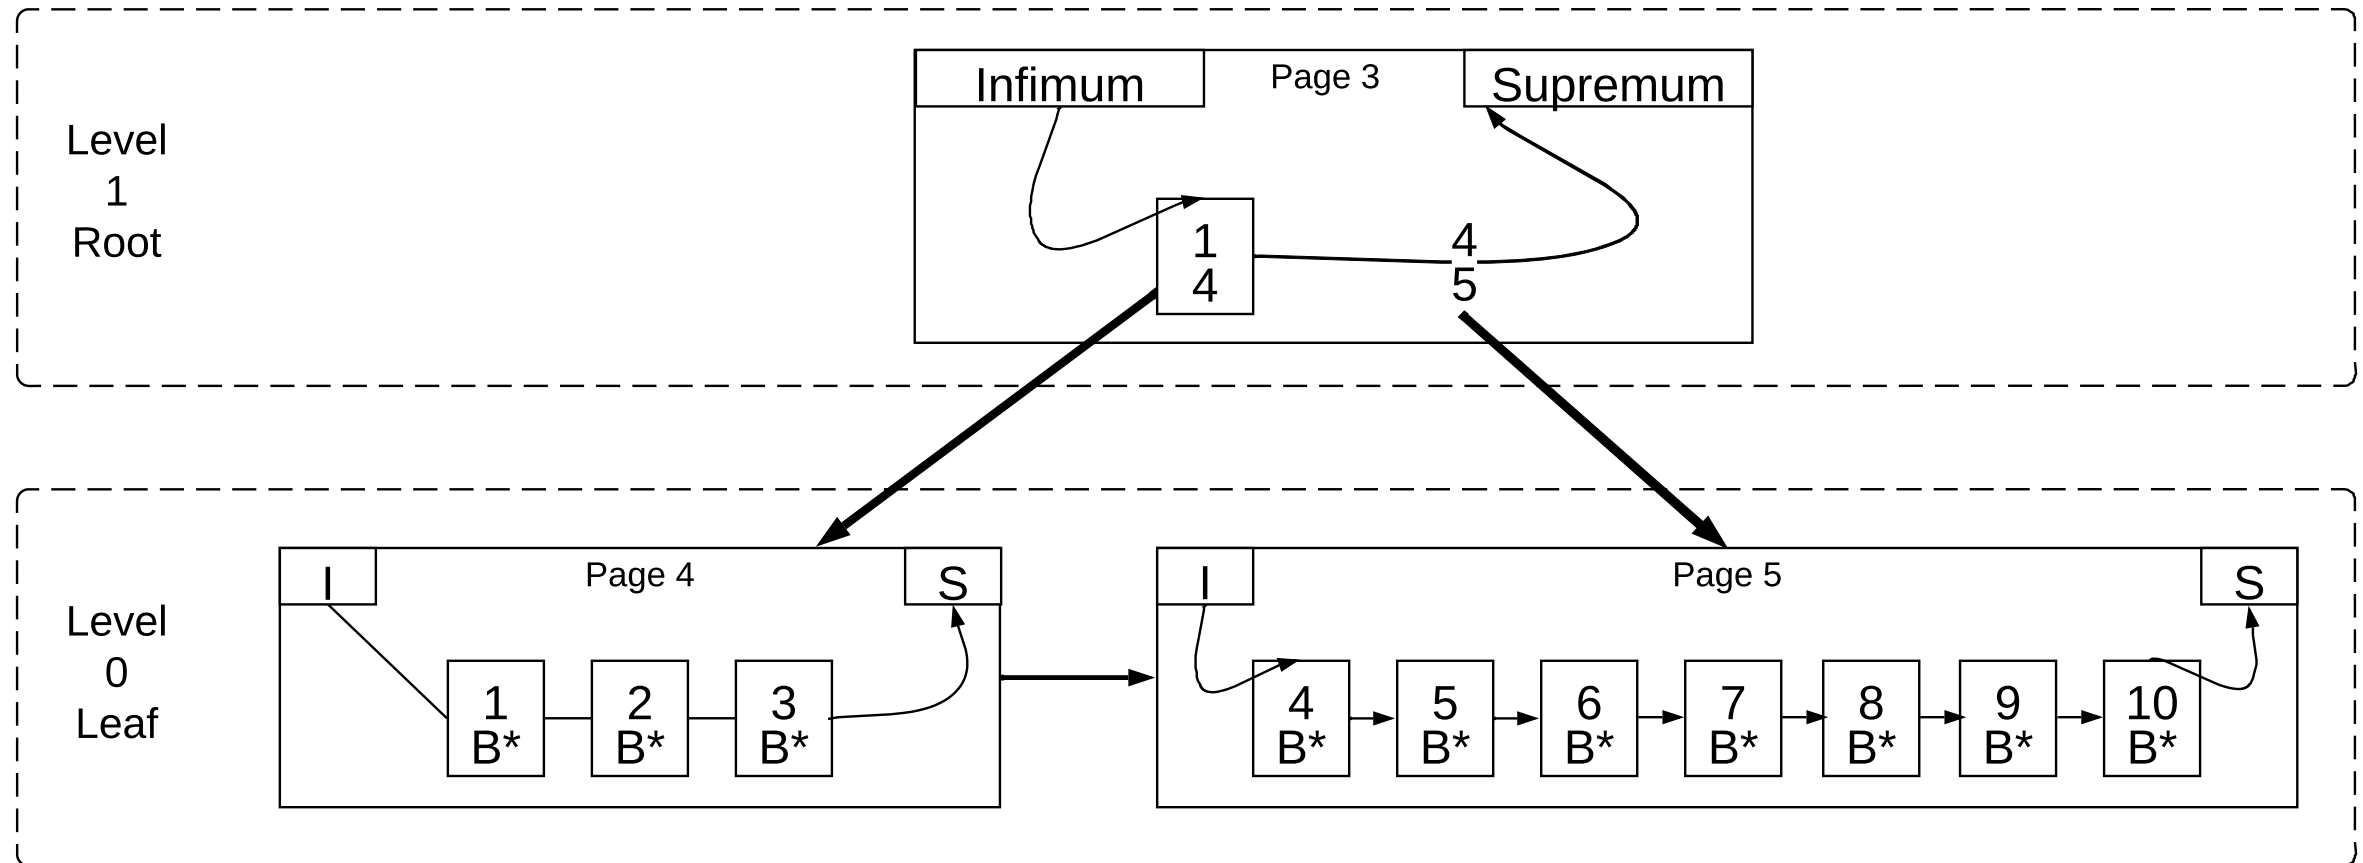 Infimum
Page 3
Supremum
Level
1
Root
1
4
4
5
I
Page 4
S
I
Page 5
S
Level
0
Leaf
1
B*
2
B*
3
B*
4
B*
5
B*
6
B*
7
B*
8
B*
9
B*
10
B*